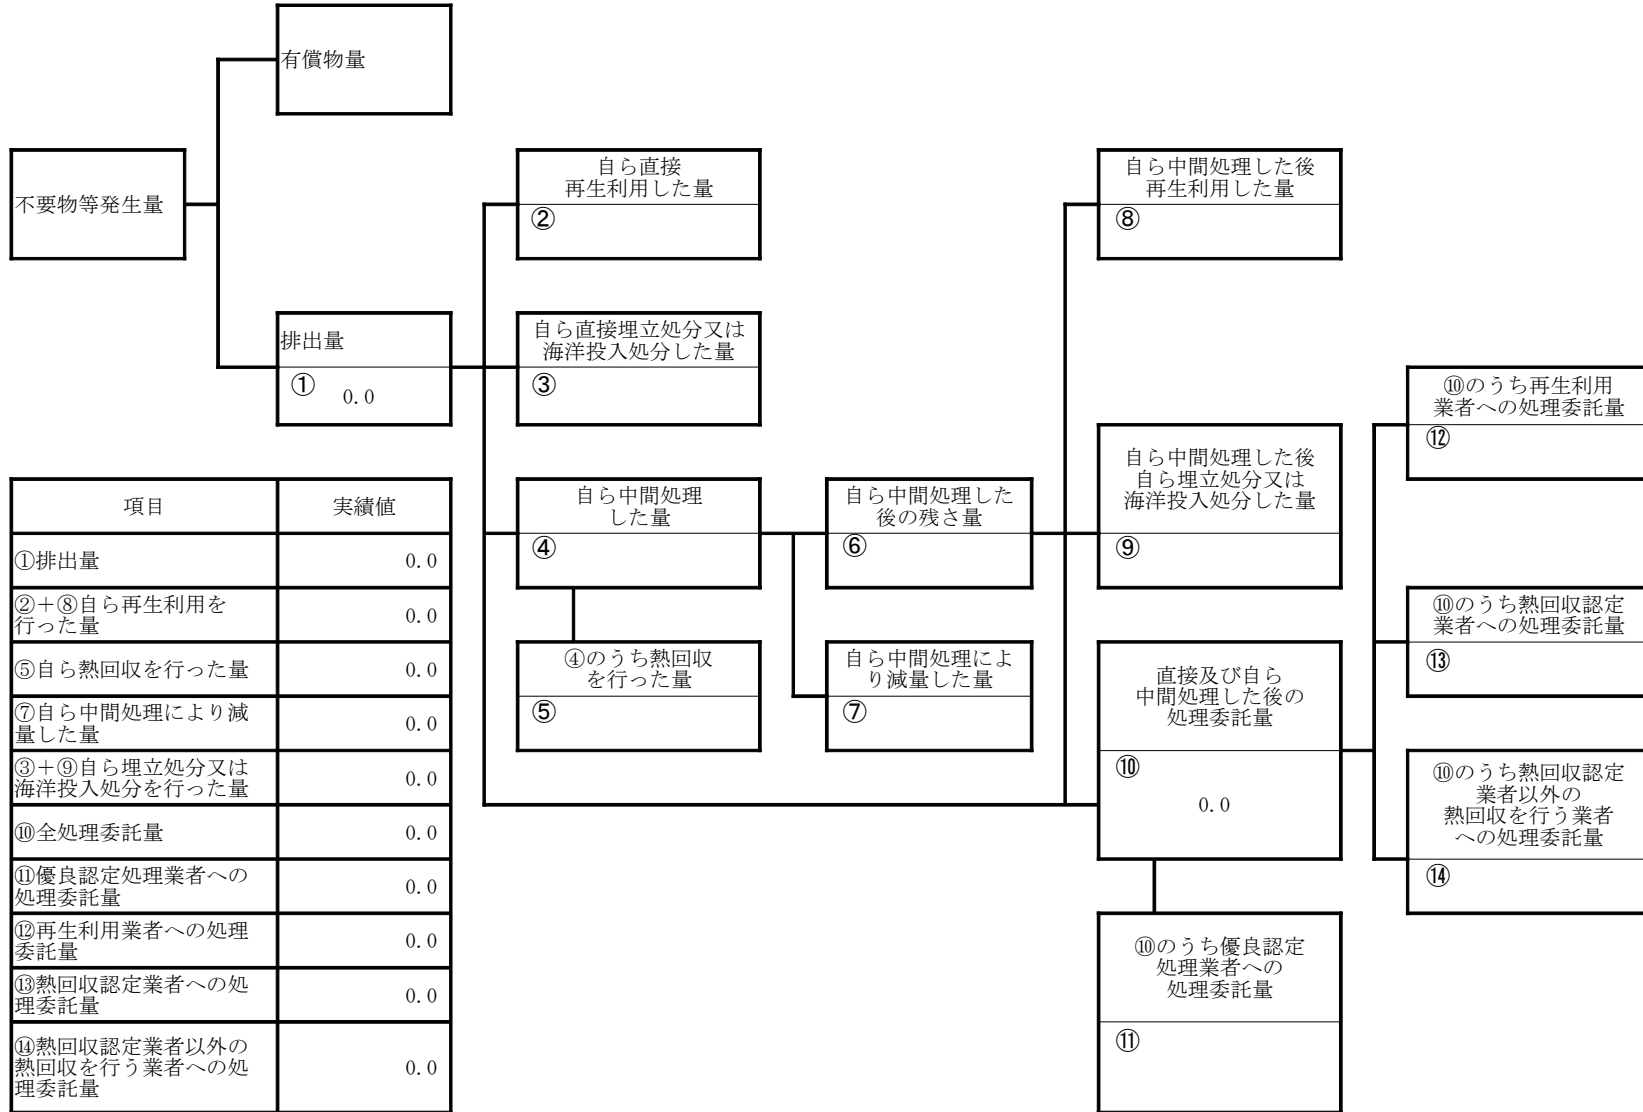 有償物量
不要物等発生量
自ら直接
再生利用した量
②
自ら中間処理した後
再生利用した量
⑧
排出量
① 0.0
自ら直接埋立処分又は
海洋投入処分した量
③
⑩のうち再生利用
業者への処理委託量
⑫
自ら中間処理した後
自ら埋立処分又は
海洋投入処分した量
⑨
自ら中間処理
した量
④
自ら中間処理した
後の残さ量
⑥
④のうち熱回収
を行った量
⑤
自ら中間処理によ
り減量した量
⑦
直接及び自ら
中間処理した後の
処理委託量
⑩
0.0
⑩のうち熱回収認定
業者への処理委託量
⑬
⑩のうち熱回収認定
業者以外の
熱回収を行う業者
への処理委託量
⑭
⑩のうち優良認定
処理業者への
処理委託量
⑪
項目 実績値
①排出量 0.0
②+⑧自ら再生利用を
行った量 0.0
⑤自ら熱回収を行った量 0.0
⑦自ら中間処理により減
量した量 0.0
③+⑨自ら埋立処分又は
海洋投入処分を行った量 0.0
⑩全処理委託量 0.0
⑪優良認定処理業者への
処理委託量 0.0
⑫再生利用業者への処理
委託量 0.0
⑬熱回収認定業者への処
理委託量 0.0
⑭熱回収認定業者以外の
熱回収を行う業者への処
理委託量 0.0